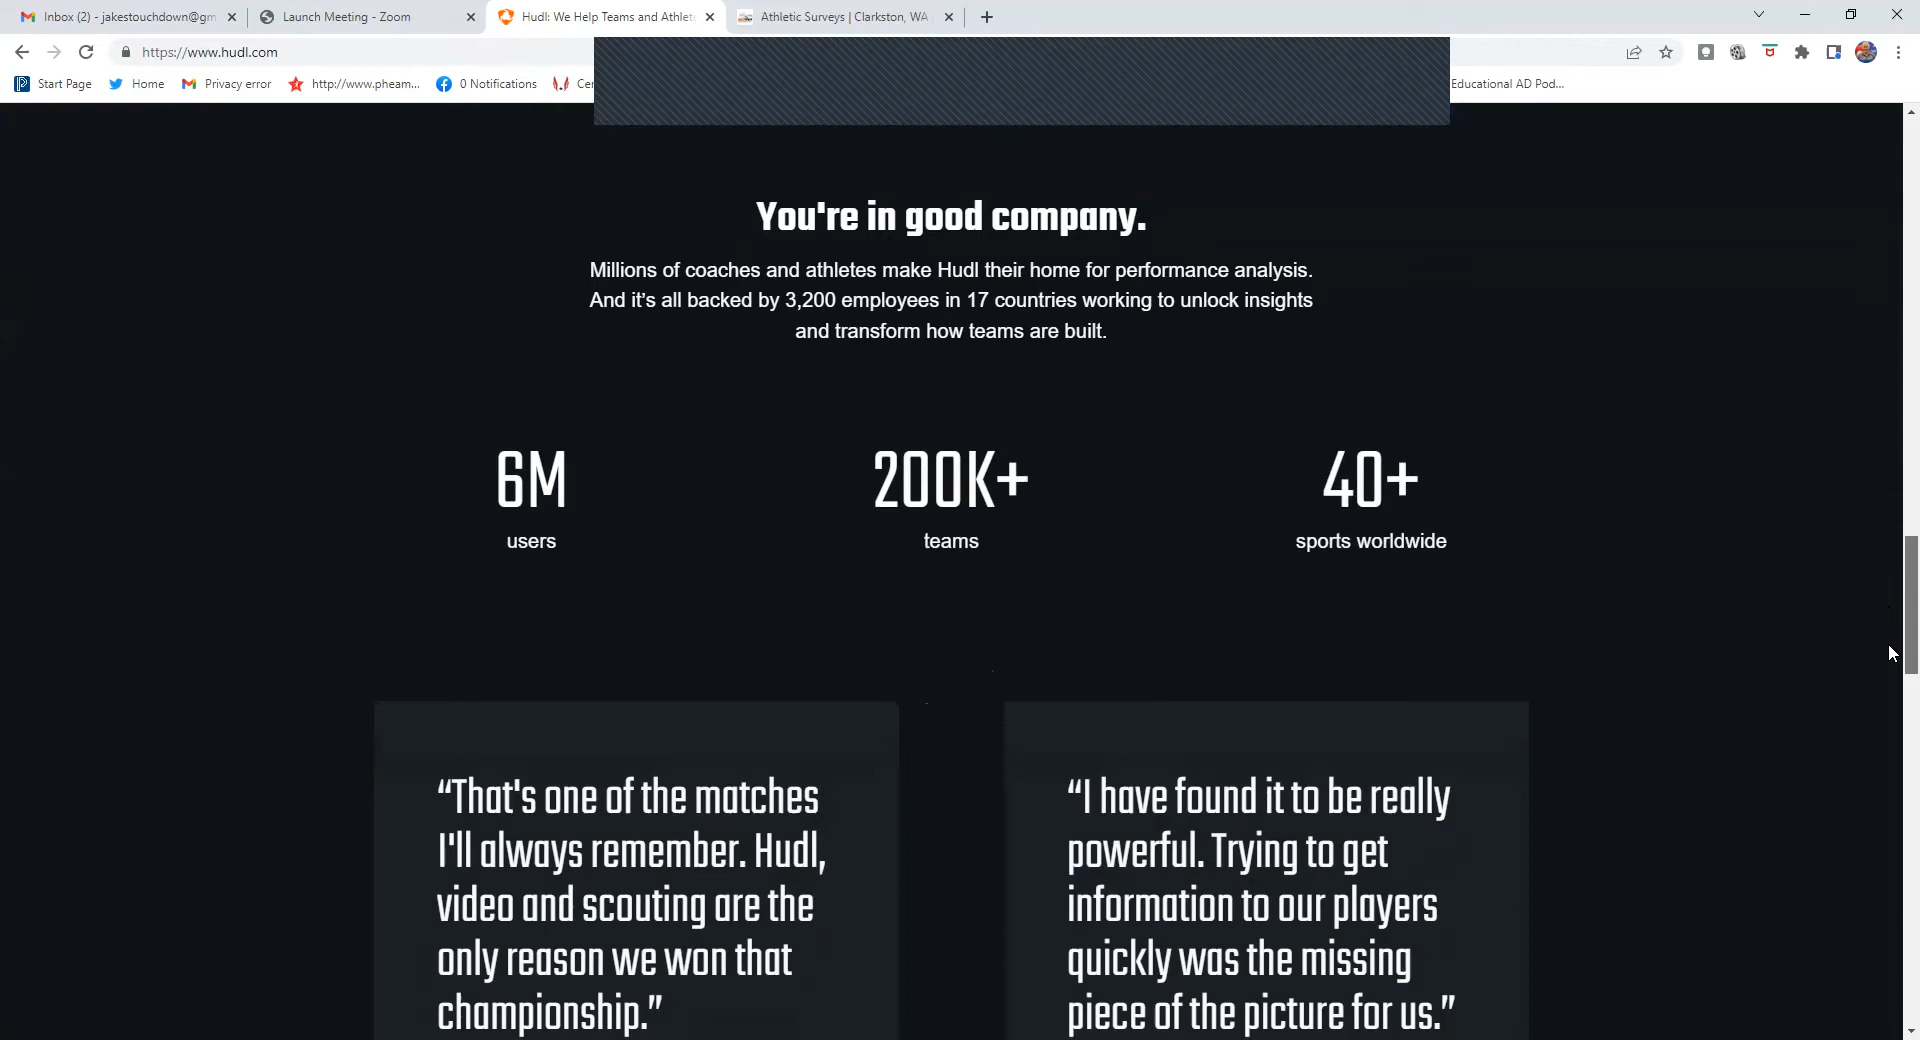 Inbox (2) - jakestouchdown@gm
Launch Meeting - Zoom
Hudl: We Help Teams and Athlete
Athletic Surveys | Clarkston, WA
https://www.hudl.com
Start Page
Home
Privacy error
http://www.pheam...
0 Notifications
Cer
Educational AD Pod...
You're in good company.
Millions of coaches and athletes make Hudl their home for performance analysis.
And it's all backed by 3,200 employees in 17 countries working to unlock insights
and transform how teams are built.
6M
200K+
40+
users
teams
sports worldwide
“That's one of the matches
I'll always remember. Hudl,
video and scouting are the
only reason we won that
championship.”
“I have found it to be really
powerful. Trying to get
information to our players
quickly was the missing
piece of the picture for us.”